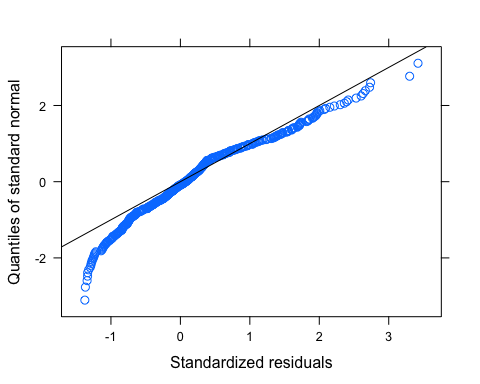 Quantiles of standard normal
2
0
-2
-1 0 1 2 3
Standardized residuals